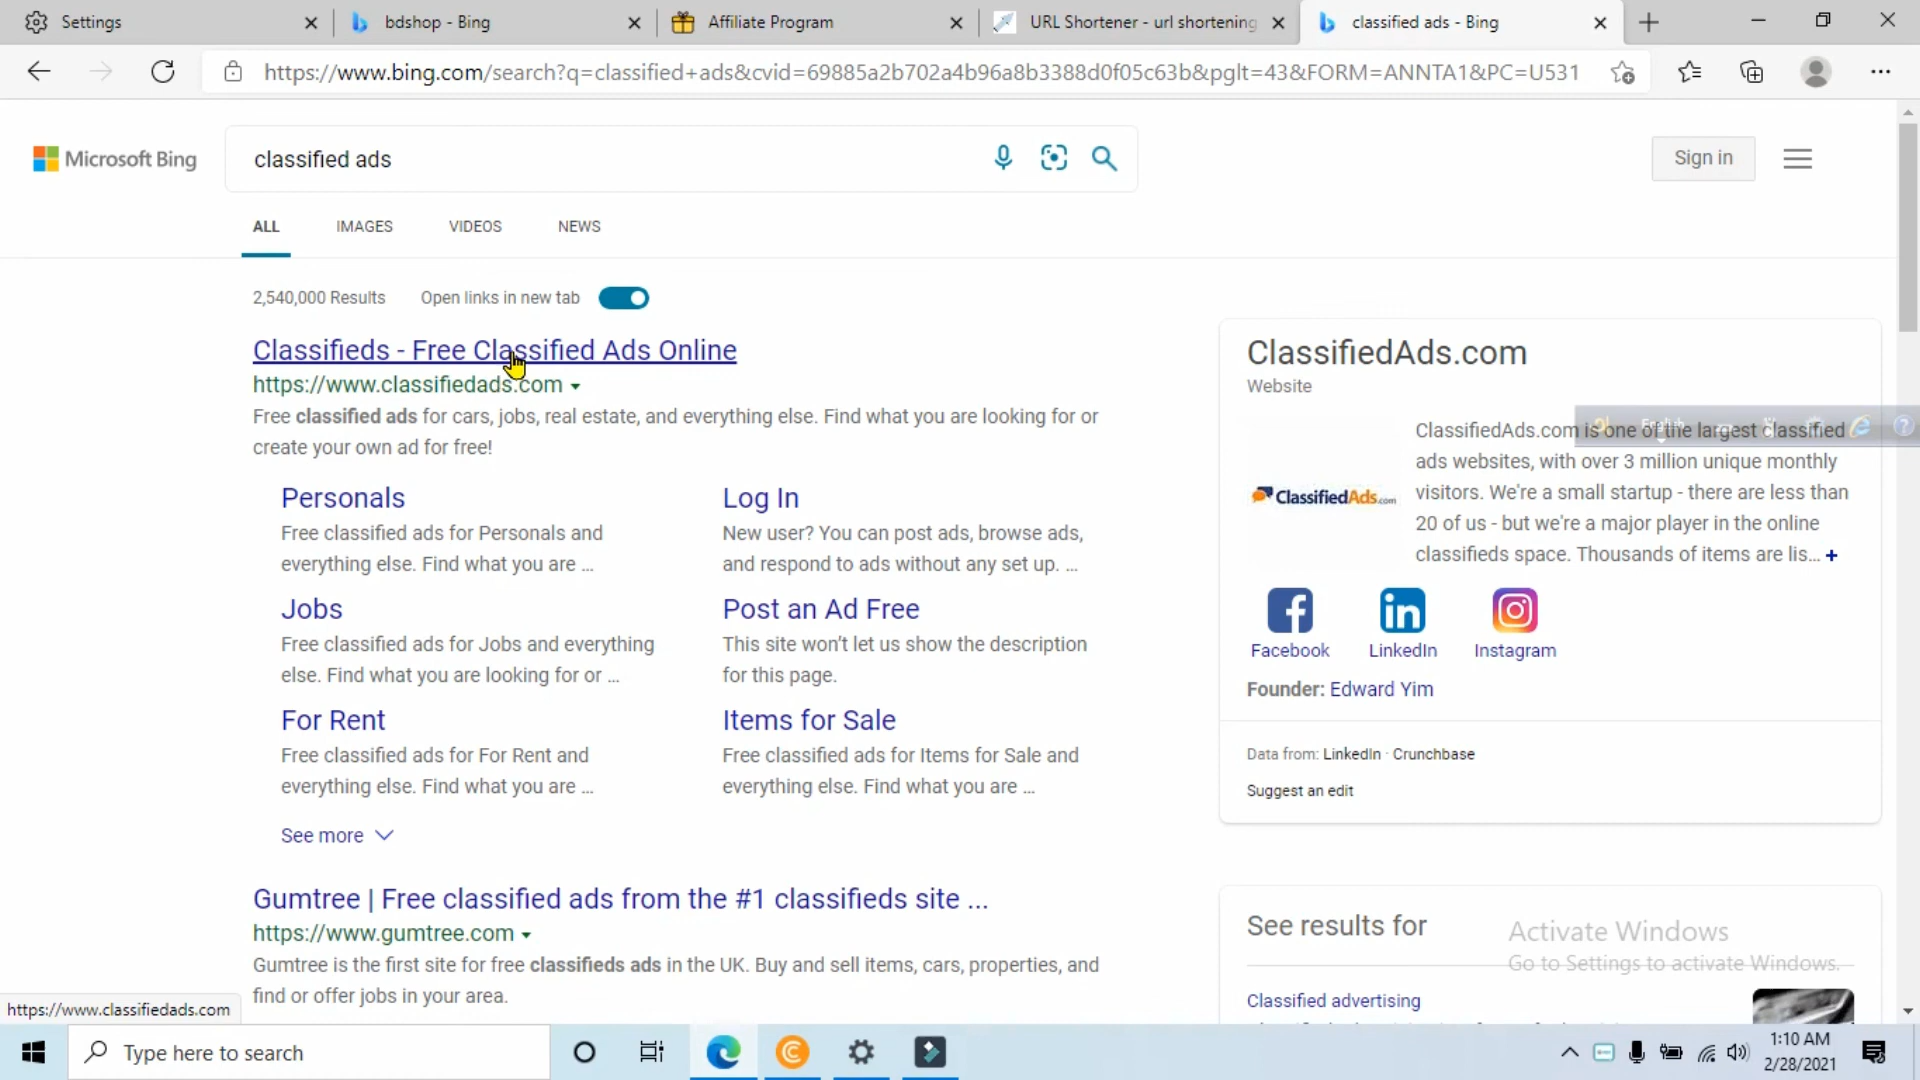 Settings
bdshop - Bing
Affiliate Program
URL Shortener - url shortening
classified ads - Bing
https://www.bing.com/search?q=classified+ads&cvid=69885a2b702a4b96a8b3388d0f05c63b&pglt=43&FORM=ANNTA1&PC=U531
Microsoft Bing
classified ads
Sign in
ALL
IMAGES
VIDEOS
NEWS
2,540,000 Results
Open links in new tab
Classifieds - Free Classified Ads Online
https://www.classifiedads.com
Free classified ads for cars, jobs, real estate, and everything else. Find what you are looking for or
create your own ad for free!
Personals
Free classified ads for Personals and
everything else. Find what you are ...
Log In
New user? You can post ads, browse ads,
and respond to ads without any set up. ...
Jobs
Free classified ads for Jobs and everything
else. Find what you are looking for or ...
Post an Ad Free
This site won't let us show the description
for this page.
For Rent
Free classified ads for For Rent and
everything else. Find what you are ...
Items for Sale
Free classified ads for Items for Sale and
everything else. Find what you are ...
See more
Gumtree | Free classified ads from the #1 classifieds site ...
https://www.gumtree.com
Gumtree is the first site for free classifieds ads in the UK. Buy and sell items, cars, properties, and
find or offer jobs in your area.
ClassifiedAds.com
Website
ClassifiedAds.com
ClassifiedAds.com is one of the largest classified
ads websites, with over 3 million unique monthly
visitors. We're a small startup - there are less than
20 of us - but we're a major player in the online
classifieds space. Thousands of items are lis... +
English
Facebook
LinkedIn
Instagram
Founder: Edward Yim
Data from: LinkedIn · Crunchbase
Suggest an edit
See results for
Classified advertising
Activate Windows
Go to Settings to activate Windows.
https://www.classifiedads.com
Type here to search
1:10 AM
2/28/2021